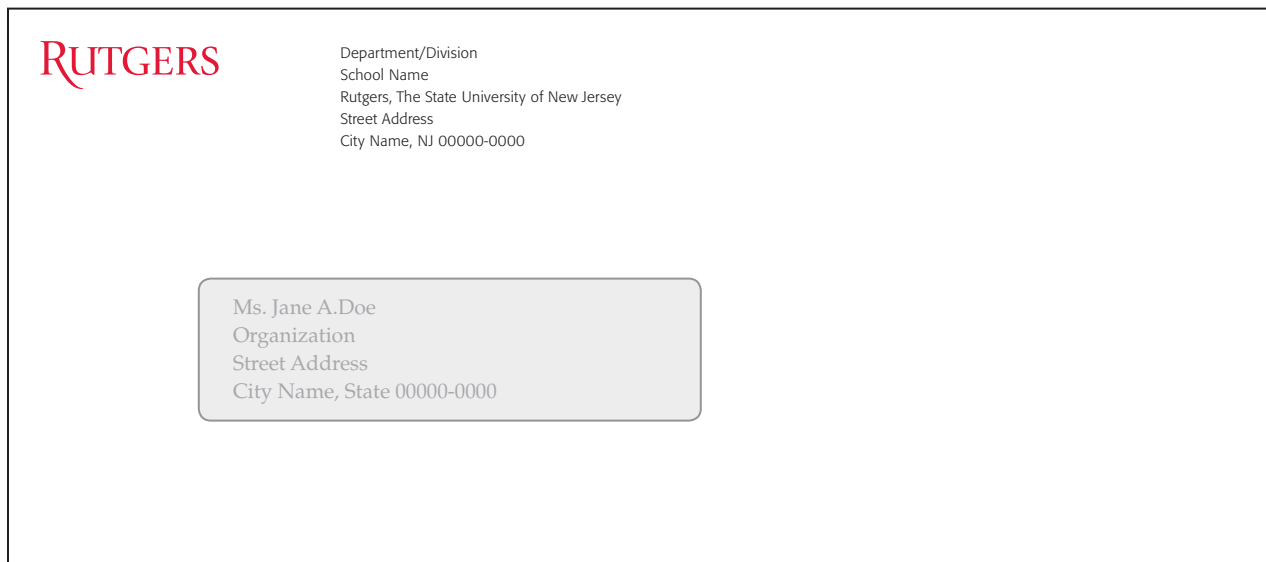 RUTGERS
Department/Division
School Name
Rutgers, The State University of New Jersey
Street Address
City Name, NJ 00000-0000
Ms. Jane A.Doe
Organization
Street Address
City Name, State 00000-0000